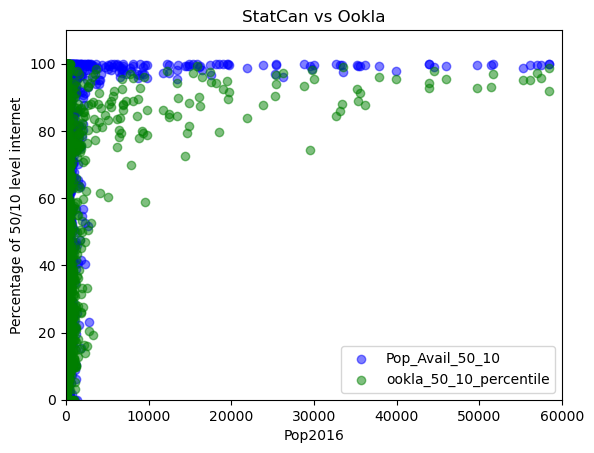 StatCan vs Ookla
Percentage of 50/10 level internet
100
80
60
40
20
0
Pop_Avail_50_10
ookla_50_10_percentile
0 10000 20000 30000 40000 50000 60000
Pop2016